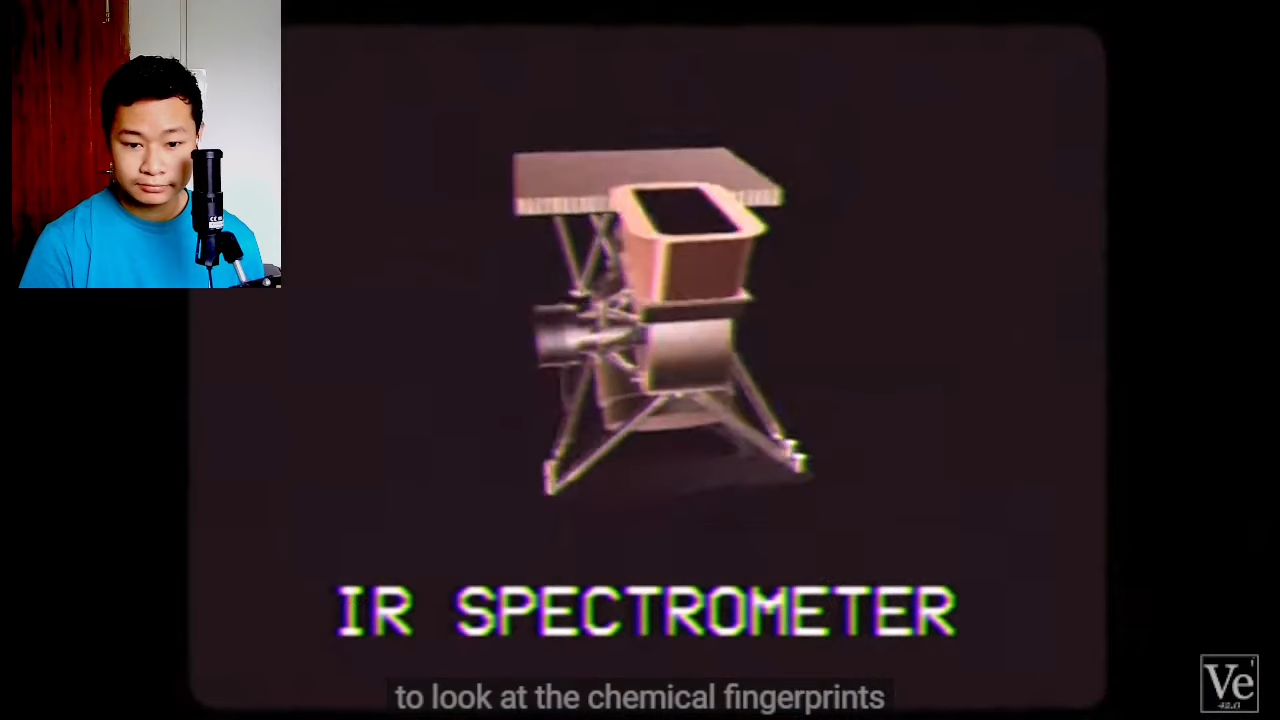 IR SPECTROMETER
to look at the chemical fingerprints
Ve